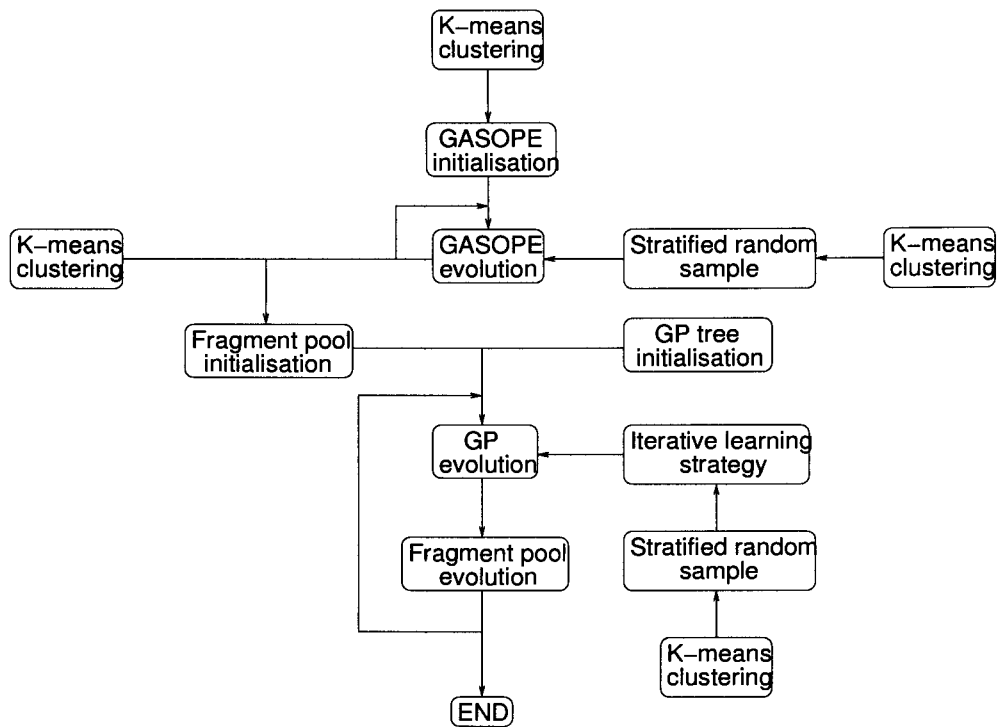 K-means
clustering
GASOPE
initialisation
K-means
clustering
GASOPE
evolution
Stratified random
sample
K-means
clustering
Fragment pool
initialisation
GP tree
initialisation
GP
evolution
Iterative learning
strategy
Fragment pool
evolution
Stratified random
sample
K-means
clustering
END